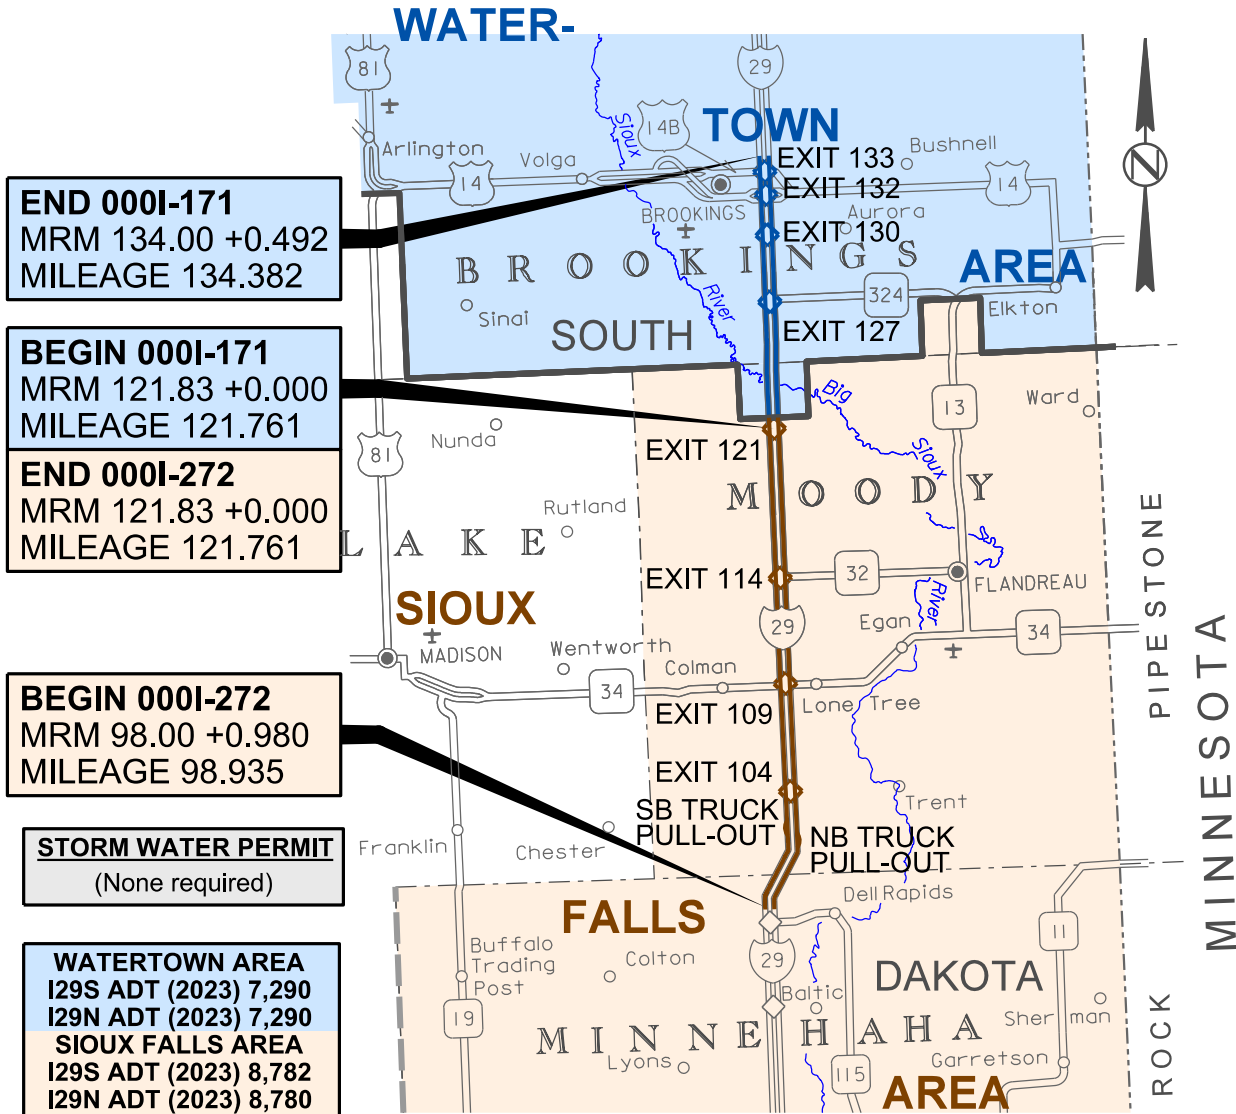 WATER-
81
29
Sioux
14B
TOWN
EXIT 133
Bushnell
Arlington
Volga
14
EXIT 132
14
END 000I-171
MRM 134.00 +0.492
MILEAGE 134.382
BROOKINGS
Aurora
EXIT 130
BROOKINGS
AREA
River
324
Elkton
Sinai
SOUTH
EXIT 127
BEGIN 000I-171
MRM 121.83 +0.000
MILEAGE 121.761
Big
13
Ward
Nunda
81
EXIT 121
Sioux
END 000I-272
MRM 121.83 +0.000
MILEAGE 121.761
MOODY
Rutland
LAKE
PIPESTONE
EXIT 114
32
FLANDREAU
SIOUX
River
29
Egan
34
MADISON
Wentworth
Colman
MINNESOTA
34
Lone Tree
BEGIN 000I-272
MRM 98.00 +0.980
MILEAGE 98.935
EXIT 109
EXIT 104
SB TRUCK
PULL-OUT
Trent
NB TRUCK
PULL-OUT
STORM WATER PERMIT
(None required)
Franklin
Chester
Dell Rapids
FALLS
11
Buffalo
Trading
Post
Colton
29
DAKOTA
Baltic
Sherman
ROCK
19
MINNEHAHA
Lyons
115
Garretson
AREA
WATERTOWN AREA
I29S ADT (2023) 7,290
I29N ADT (2023) 7,290
SIOUX FALLS AREA
I29S ADT (2023) 8,782
I29N ADT (2023) 8,780
N